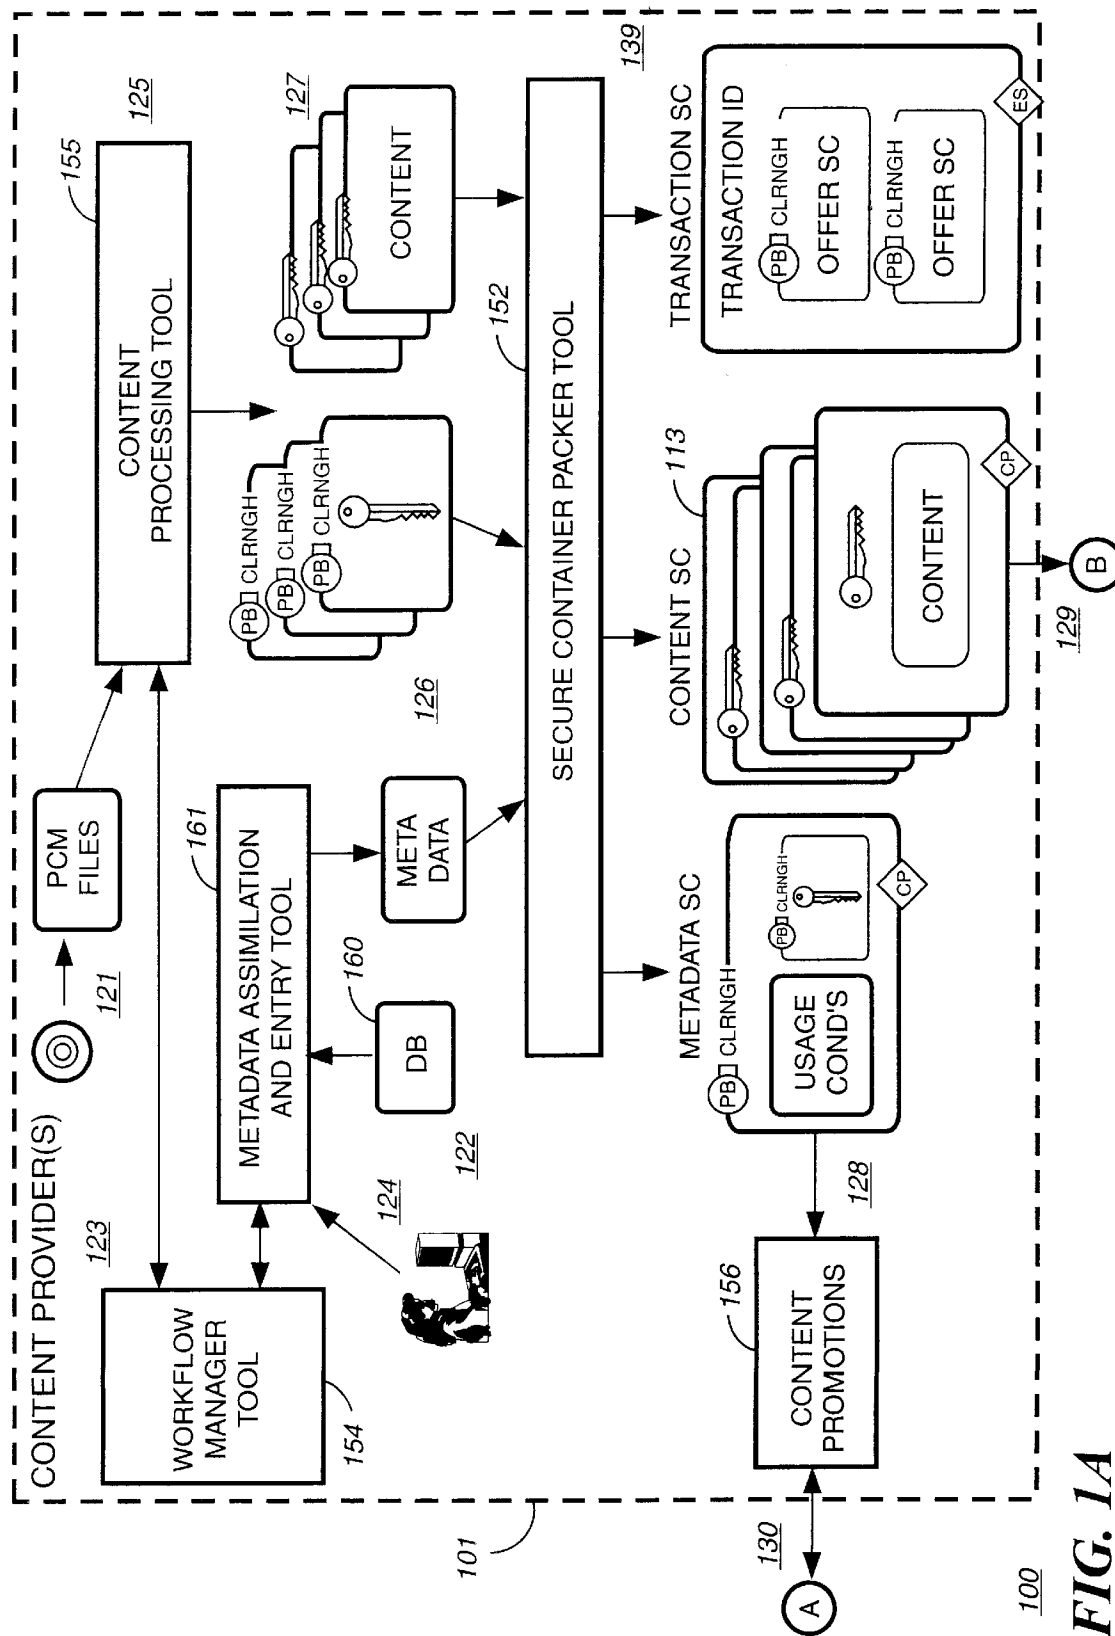 CONTENT PROVIDER(S)
123
121
PCM
FILES
155
125
CONTENT
PROCESSING TOOL
WORKFLOW
MANAGER
TOOL
154
161
METADATA ASSIMILATION
AND ENTRY TOOL
124
122
160
DB
META
DATA
126
PB CLRNGH
PB CLRNGH
PB CLRNGH
127
CONTENT
152
SECURE CONTAINER PACKER TOOL
139
METADATA SC
PB CLRNGH
USAGE
COND'S
PB CLRNGH
CP
CONTENT SC
113
CONTENT
CP
TRANSACTION SC
TRANSACTION ID
PB CLRNGH
OFFER SC
PB CLRNGH
OFFER SC
ES
128
156
CONTENT
PROMOTIONS
101
130
A
129
B
100
FIG. 1A